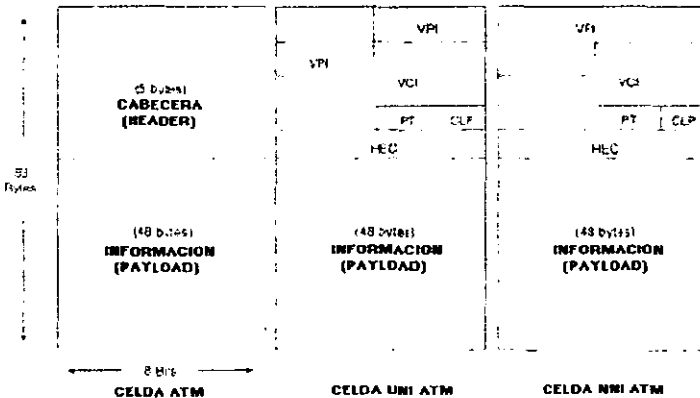 53
Bytes
(5 bytes)
CABECERA
(HEADER)
(48 bytes)
INFORMACION
(PAYLOAD)
8 Bits
CELDA ATM
VPI
VPI
VCI
PT CLP
HEC
(48 bytes)
INFORMACION
(PAYLOAD)
CELDA UNI ATM
VPI
VCI
PT CLP
HEC
(48 bytes)
INFORMACION
(PAYLOAD)
CELDA NNI ATM